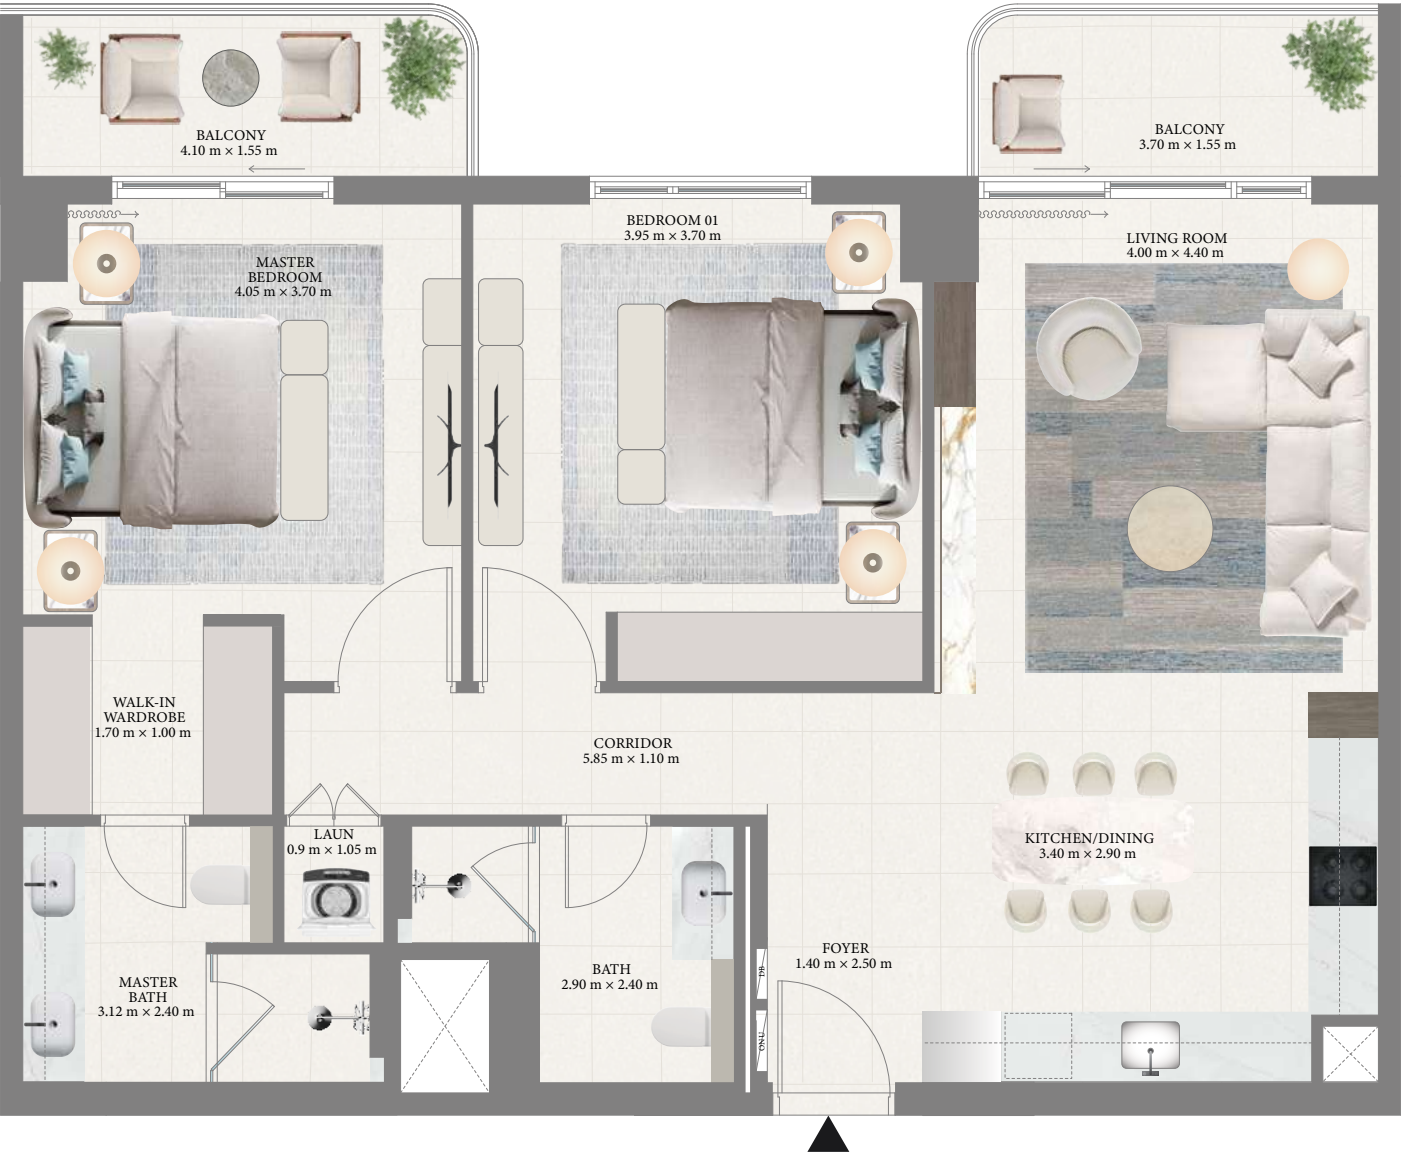 BALCONY
4.10 m × 1.55 m
BALCONY
3.70 m × 1.55 m
MASTER
BEDROOM
4.05 m × 3.70 m
BEDROOM 01
3.95 m × 3.70 m
LIVING ROOM
4.00 m × 4.40 m
WALK-IN
WARDROBE
1.70 m × 1.00 m
CORRIDOR
5.85 m × 1.10 m
LAUN
0.9 m × 1.05 m
KITCHEN/DINING
3.40 m × 2.90 m
MASTER
BATH
3.12 m × 2.40 m
BATH
2.90 m × 2.40 m
FOYER
1.40 m × 2.50 m
DB
ONU